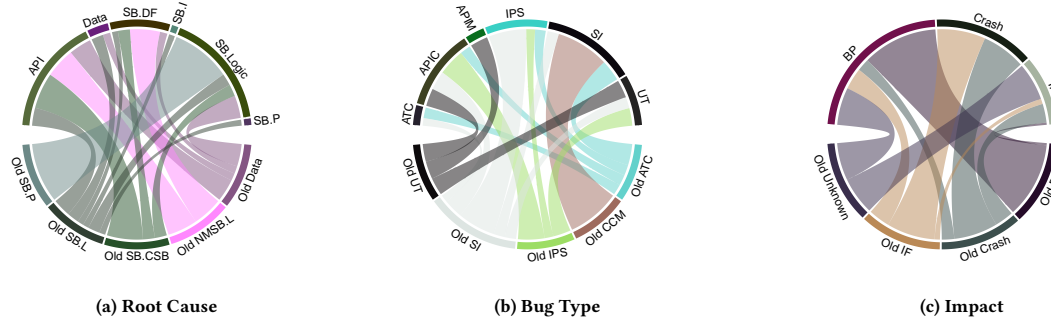 Data
SB.DF
SB.I
API
SB.Logic
SB.P
Old SB.P
Old SB.L
Old SB.CSB
Old NMSB.L
Old Data
(a) Root Cause
APIM
IPS
SI
APIC
UT
ATC
Old UT
Old SI
Old IPS
Old CCM
Old ATC
(b) Bug Type
Crash
BP
Old Unknown
Old IF
Old Crash
Old
(c) Impact